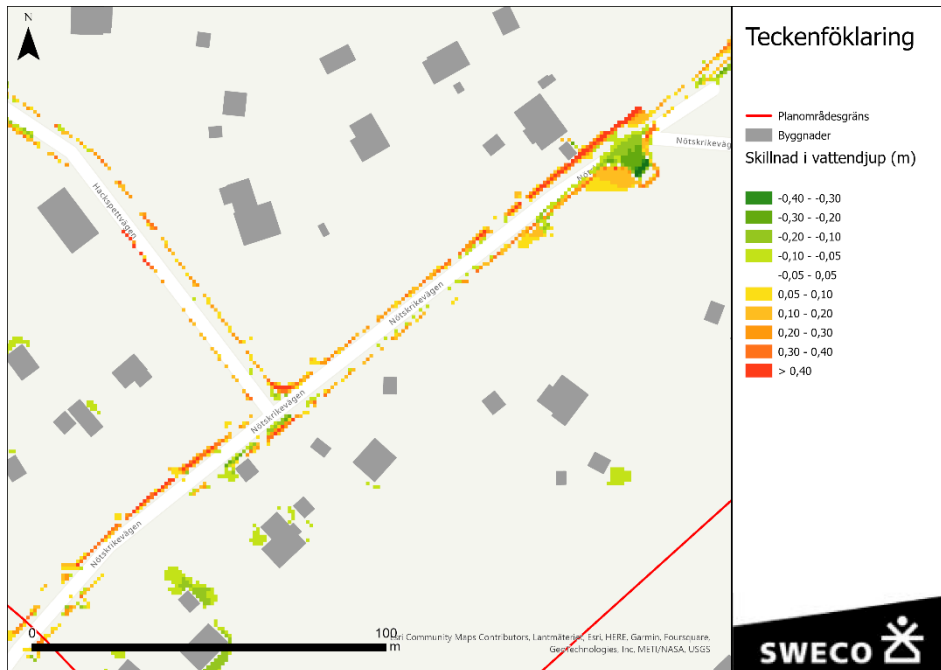 N
Hackspettvägen
Nötskrikevägen
Nöts
Nötskrikeväg
Nötskrikevägen
Nötskrikevägen
0
100
m
Esri Community Maps Contributors, Lantmäteriet, Esri, HERE, Garmin, Foursquare,
GeoTechnologies, Inc, METI/NASA, USGS
Teckenföklaring
Planområdesgräns
Byggnader
Skillnad i vattendjup (m)
-0,40 - -0,30
-0,30 - -0,20
-0,20 - -0,10
-0,10 - -0,05
-0,05 - 0,05
0,05 - 0,10
0,10 - 0,20
0,20 - 0,30
0,30 - 0,40
> 0,40
SWECO